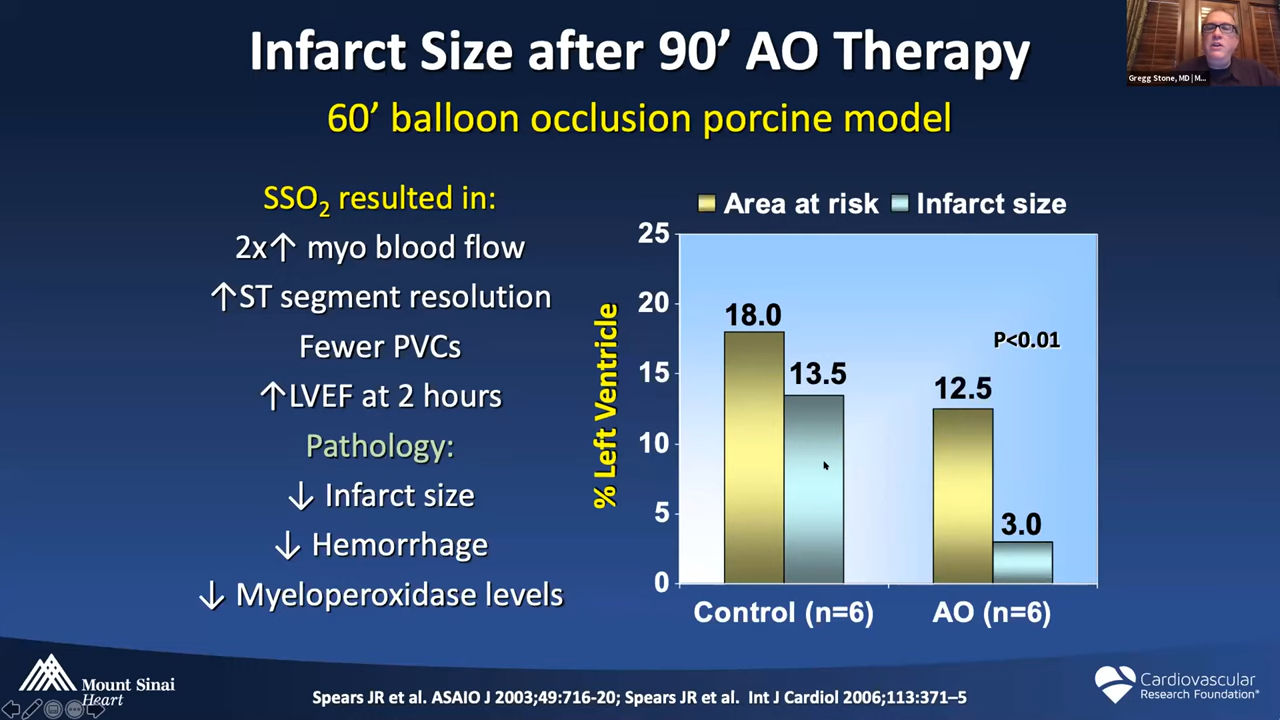 Infarct Size after 90’ AO Therapy
60’ balloon occlusion porcine model
Gregg Stone, MD | M...
SSO₂ resulted in:
2x↑ myo blood flow
↑ST segment resolution
Fewer PVCs
↑LVEF at 2 hours
Pathology:
↓ Infarct size
↓ Hemorrhage
↓ Myeloperoxidase levels
Area at risk Infarct size
% Left Ventricle
25
20
15
10
5
0
18.0
13.5
12.5
3.0
P<0.01
Control (n=6) AO (n=6)
Mount Sinai
Heart
Spears JR et al. ASAIO J 2003;49:716-20; Spears JR et al. Int J Cardiol 2006;113:371–5
Cardiovascular
Research Foundation®